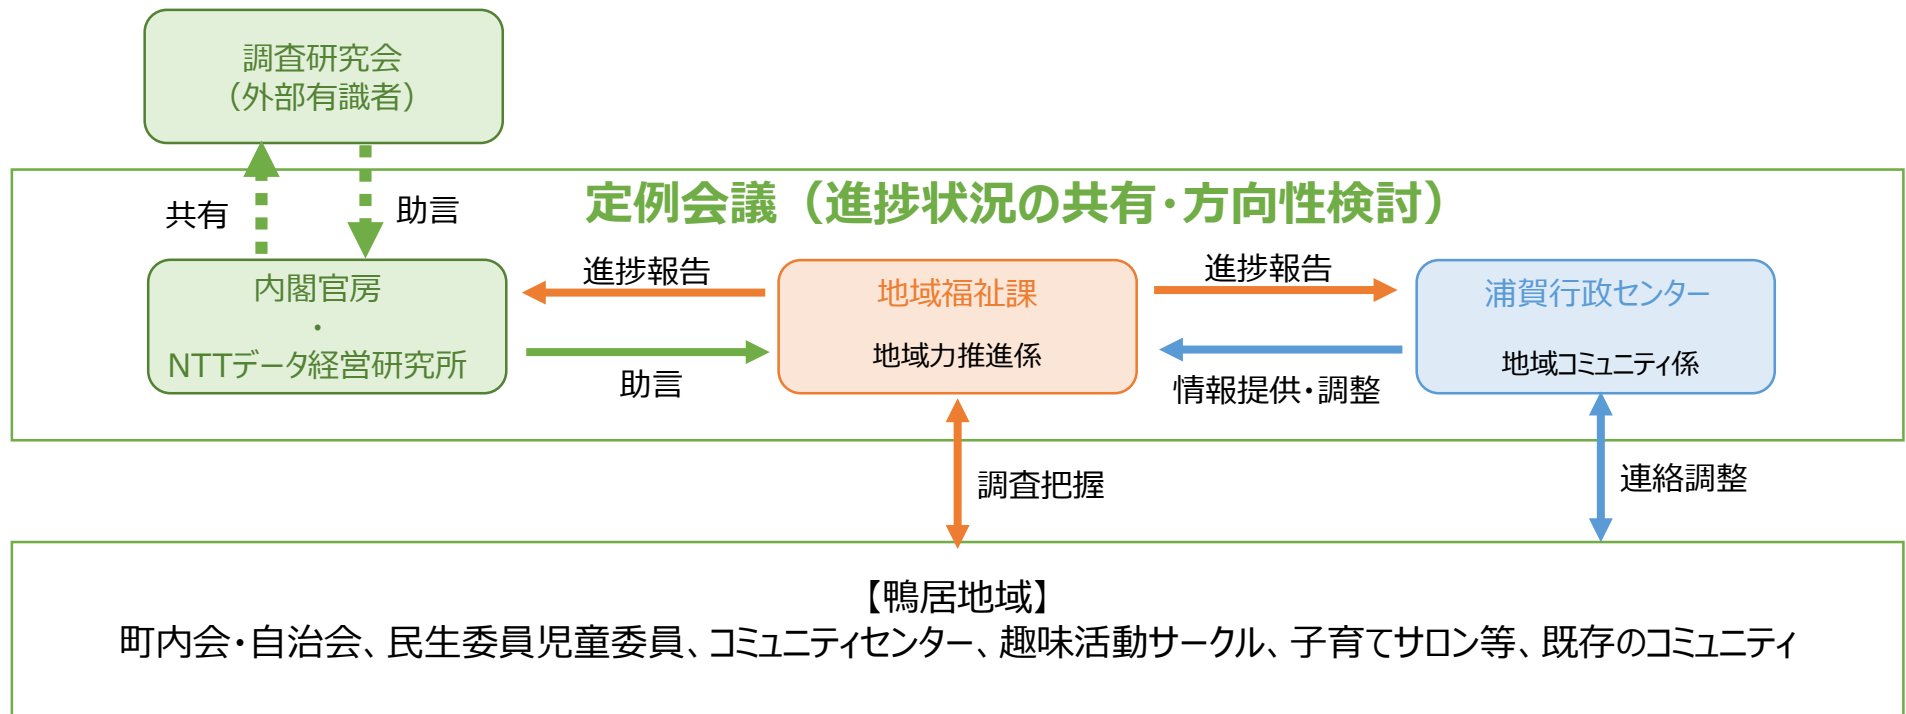 調査研究会
（外部有識者）
共有
助言
定例会議（進捗状況の共有・方向性検討）
内閣官房
・
NTTデータ経営研究所
進捗報告
助言
地域福祉課
地域力推進係
進捗報告
情報提供・調整
浦賀行政センター
地域コミュニティ係
調査把握
連絡調整
【鴨居地域】
町内会・自治会、民生委員児童委員、コミュニティセンター、趣味活動サークル、子育てサロン等、既存のコミュニティ